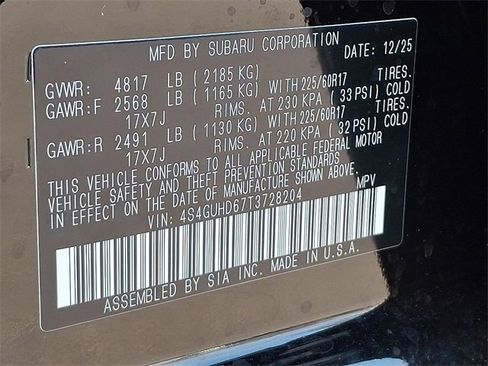 MFD BY SUBARU CORPORATION DATE: 12/25
GVWR: 4817 LB (2185 KG)
GAWR:F 2568 LB (1165 KG) WITH 225/60R17 TIRES.
17X7J RIMS. AT 230 KPA (33 PSI) COLD
GAWR:R 2491 LB (1130 KG) WITH 225/60R17 TIRES.
17X7J RIMS. AT 220 KPA (32 PSI) COLD
THIS VEHICLE CONFORMS TO ALL APPLICABLE FEDERAL MOTOR
VEHICLE SAFETY AND THEFT PREVENTION STANDARDS
IN EFFECT ON THE DATE OF MANUFACTURE SHOWN ABOVE.
VIN: 4S4GUHD67T3728204 MPV
ASSEMBLED BY SIA INC. MADE IN U.S.A.